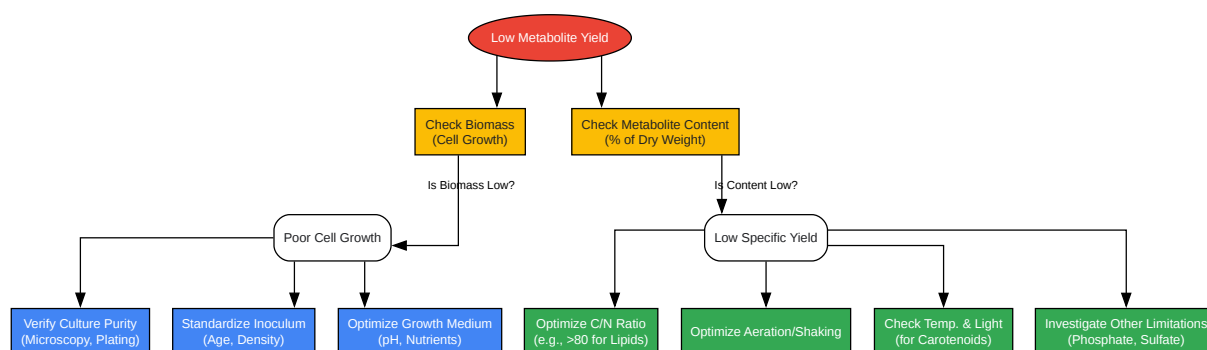 Low Metabolite Yield
Check Biomass
(Cell Growth)
Check Metabolite Content
(% of Dry Weight)
Is Biomass Low?
Is Content Low?
Poor Cell Growth
Low Specific Yield
Verify Culture Purity
(Microscopy, Plating)
Standardize Inoculum
(Age, Density)
Optimize Growth Medium
(pH, Nutrients)
Optimize C/N Ratio
(e.g., >80 for Lipids)
Optimize Aeration/Shaking
Check Temp. & Light
(for Carotenoids)
Investigate Other Limitations
(Phosphate, Sulfate)